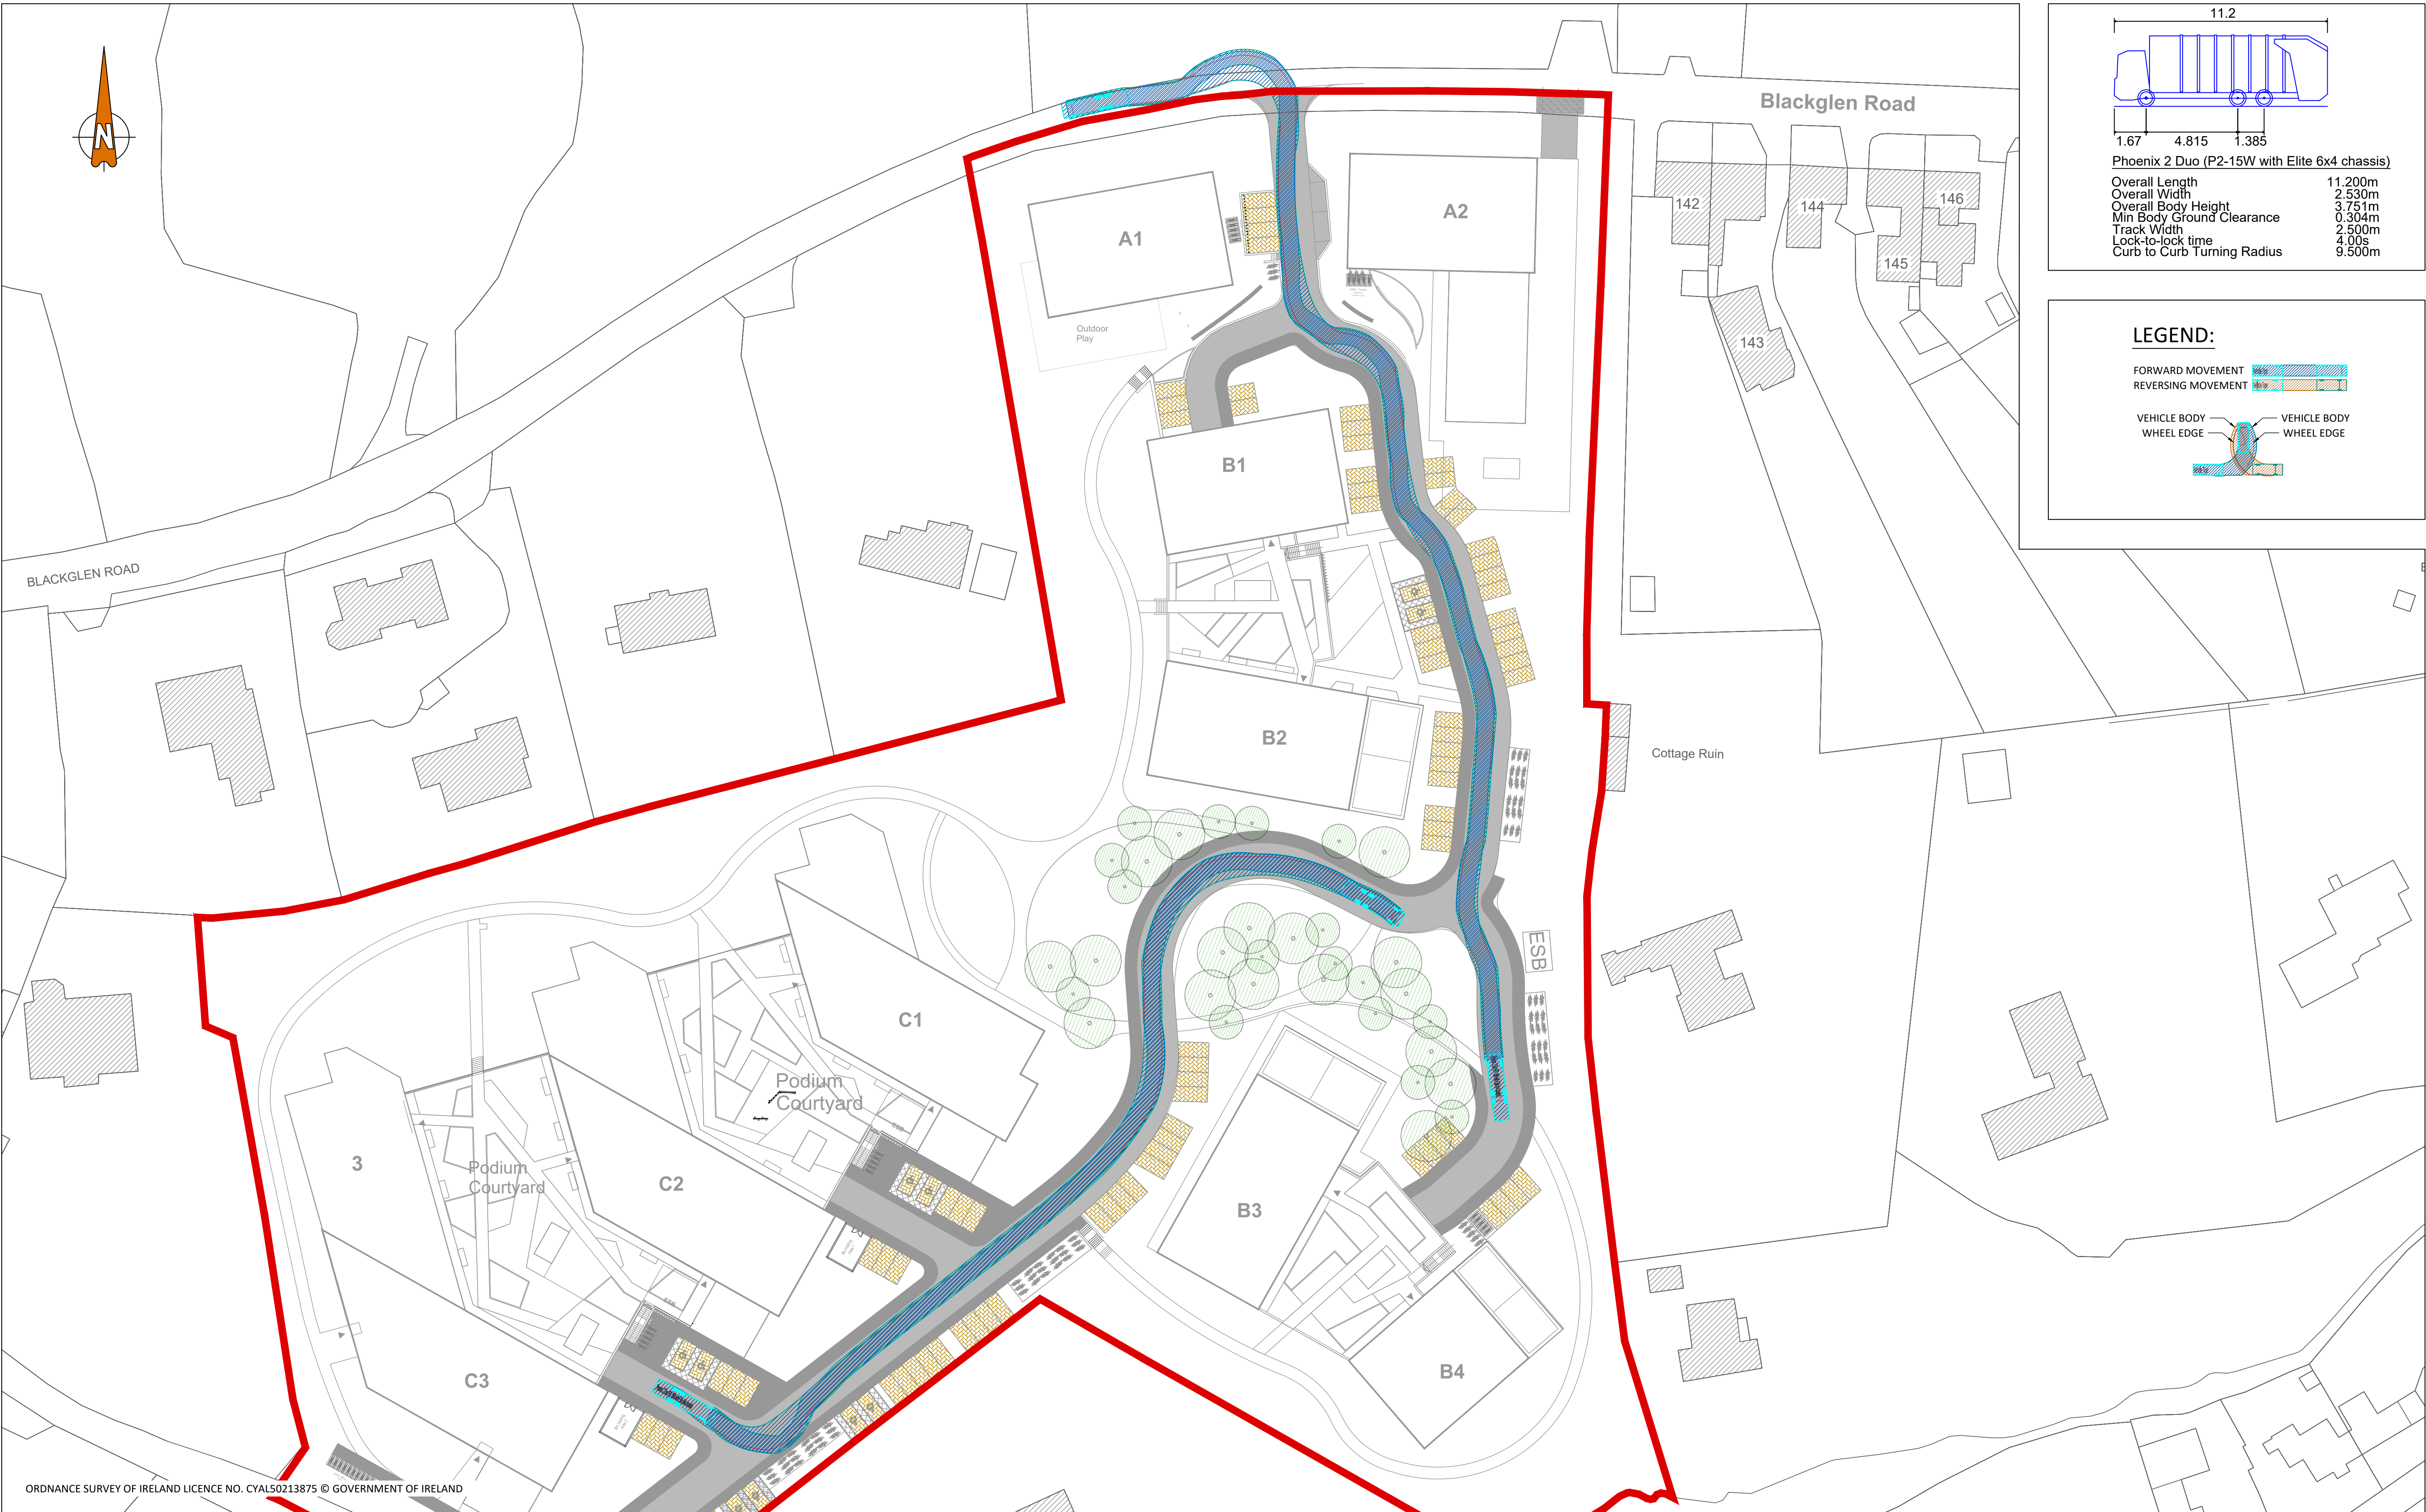 11.2
1.67 4.815 1.385
Phoenix 2 Duo (P2-15W with Elite 6x4 chassis)
Overall Length 11.200m
Overall Width 2.530m
Overall Body Height 3.751m
Min Body Ground Clearance 0.304m
Track Width 2.500m
Lock-to-lock time 4.00s
Curb to Curb Turning Radius 9.500m
LEGEND:
FORWARD MOVEMENT
REVERSING MOVEMENT
VEHICLE BODY VEHICLE BODY
WHEEL EDGE WHEEL EDGE
N
Blackglen Road
142
144
146
145
143
A1
A2
Outdoor
Play
B1
BLACKGLEN ROAD
B2
Cottage Ruin
ESB
C1
Podium
Courtyard
ESB
3
Podium
Courtyard
C2
B3
ESB
C3
B4
ORDNANCE SURVEY OF IRELAND LICENCE NO. CYAL50213875 © GOVERNMENT OF IRELAND